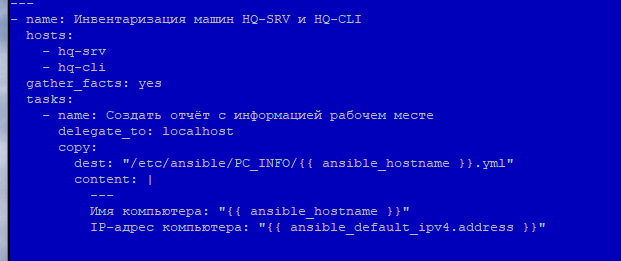 ---
- name: Инвентаризация машин HQ-SRV и HQ-CLI
  hosts:
    - hq-srv
    - hq-cli
  gather_facts: yes
  tasks:
    - name: Создать отчёт с информацией рабочем месте
      delegate_to: localhost
      copy:
        dest: "/etc/ansible/PC_INFO/{{ ansible_hostname }}.yml"
        content: |
          ---
          Имя компьютера: "{{ ansible_hostname }}"
          IP-адрес компьютера: "{{ ansible_default_ipv4.address }}"